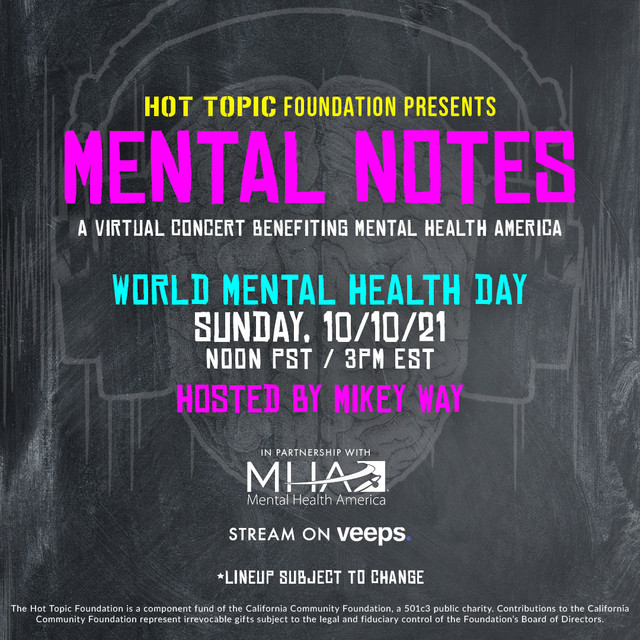 HOT TOPIC FOUNDATION PRESENTS
MENTAL NOTES
A VIRTUAL CONCERT BENEFITING MENTAL HEALTH AMERICA
WORLD MENTAL HEALTH DAY
SUNDAY, 10/10/21
NOON PST / 3PM EST
HOSTED BY MIKEY WAY
IN PARTNERSHIP WITH
MHA
Mental Health America
STREAM ON veeps.
*LINEUP SUBJECT TO CHANGE
The Hot Topic Foundation is a component fund of the California Community Foundation, a 501c3 public charity. Contributions to the California
Community Foundation represent irrevocable gifts subject to the legal and fiduciary control of the Foundation's Board of Directors.